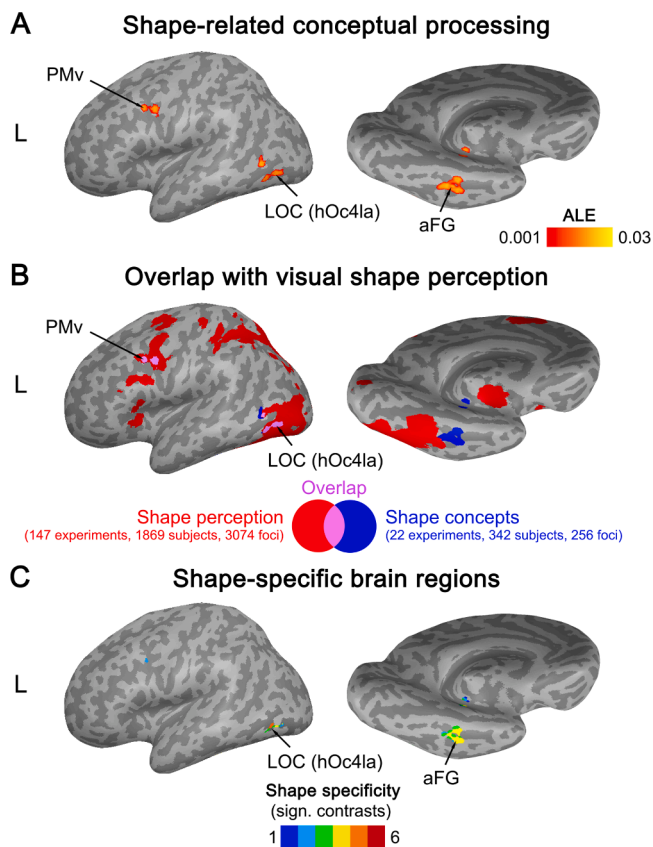 A
Shape-related conceptual processing
PMv
L
LOC (hOc4la)
aFG
ALE
0.001
0.03
B
Overlap with visual shape perception
PMv
L
LOC (hOc4la)
Overlap
Shape perception
(147 experiments, 1869 subjects, 3074 foci)
Shape concepts
(22 experiments, 342 subjects, 256 foci)
C
Shape-specific brain regions
L
LOC (hOc4la)
aFG
Shape specificity
(sign. contrasts)
1
6